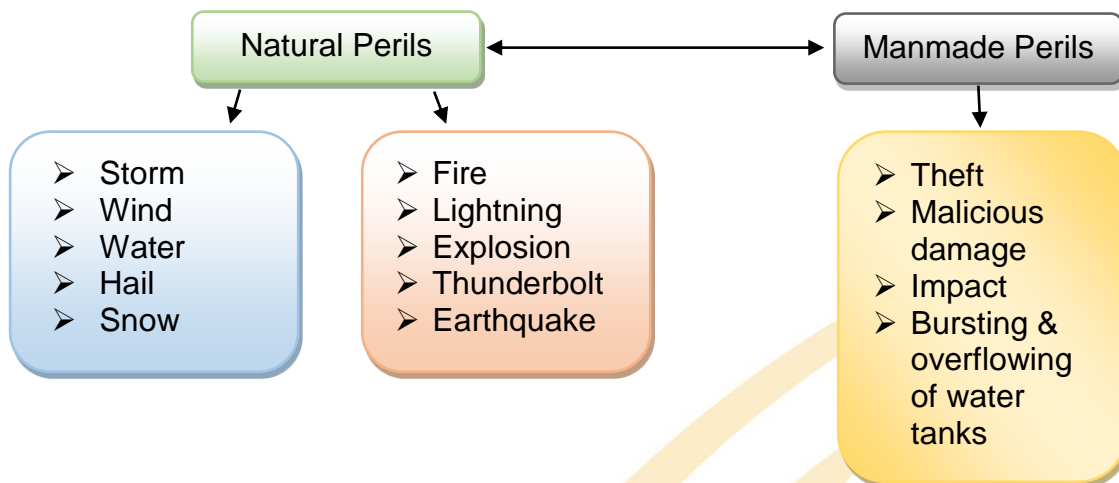 Natural Perils
Manmade Perils
➢ Storm
➢ Wind
➢ Water
➢ Hail
➢ Snow
➢ Fire
➢ Lightning
➢ Explosion
➢ Thunderbolt
➢ Earthquake
➢ Theft
➢ Malicious
damage
➢ Impact
➢ Bursting &
overflowing
of water
tanks